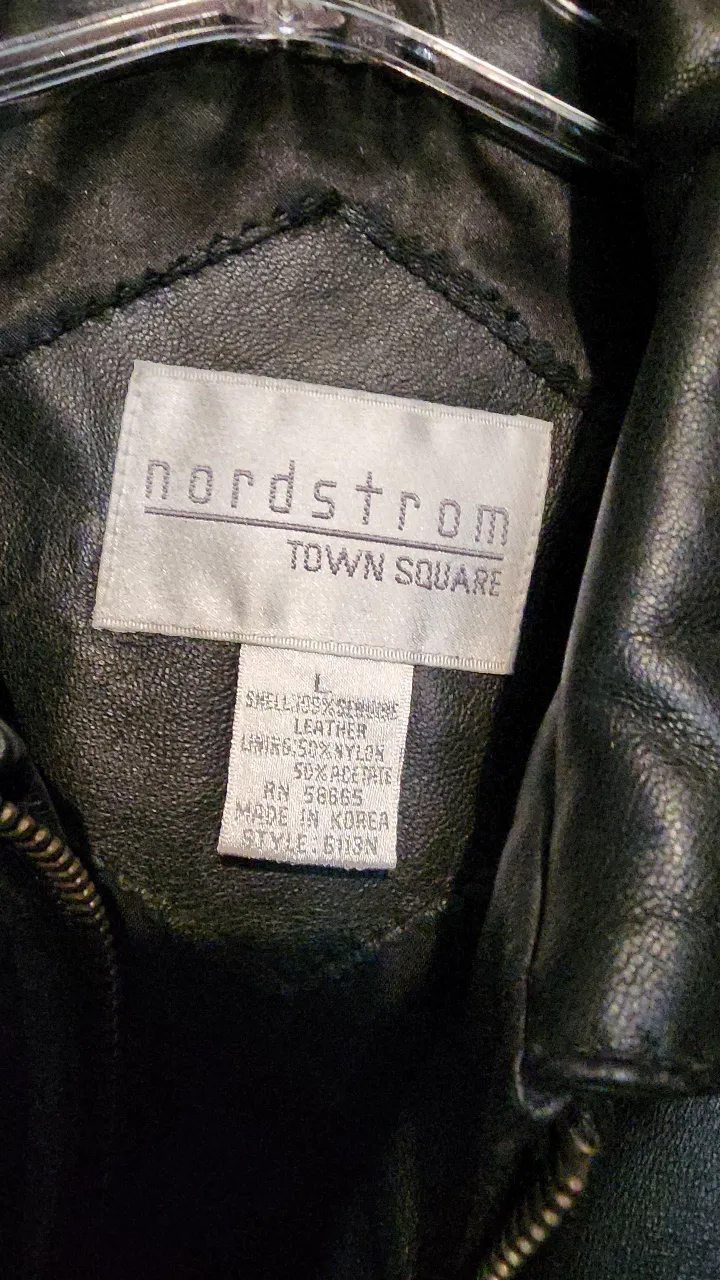 nordstrom
TOWN SQUARE
L
SHELL:100%GENUINE
LEATHER
LINING:50%NYLON
50%ACETATE
RN 58665
MADE IN KOREA
STYLE:6113N